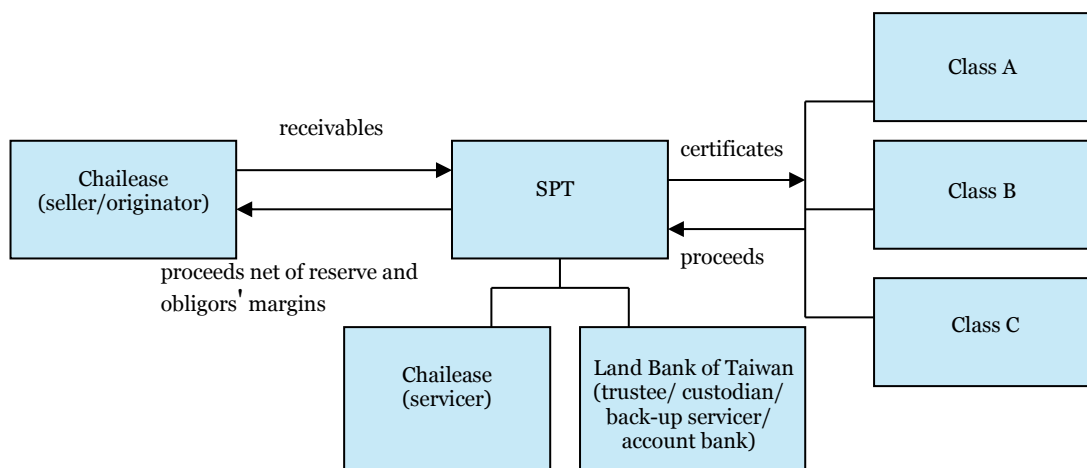 Class A
receivables
certificates
Chailease
(seller/originator)
SPT
Class B
proceeds
proceeds net of reserve and
obligors' margins
Class C
Chailease
(servicer)
Land Bank of Taiwan
(trustee/ custodian/
back-up servicer/
account bank)